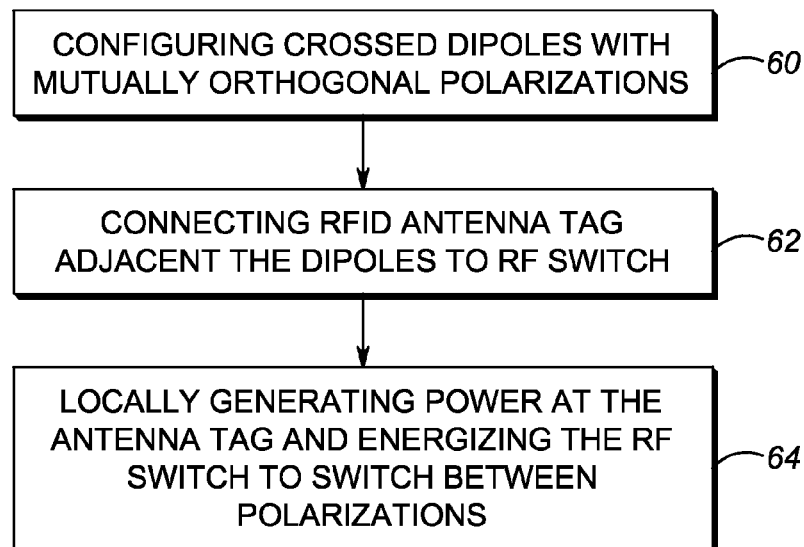 CONFIGURING CROSSED DIPOLES WITH
MUTUALLY ORTHOGONAL POLARIZATIONS
60
CONNECTING RFID ANTENNA TAG
ADJACENT THE DIPOLES TO RF SWITCH
62
LOCALLY GENERATING POWER AT THE
ANTENNA TAG AND ENERGIZING THE RF
SWITCH TO SWITCH BETWEEN
POLARIZATIONS
64